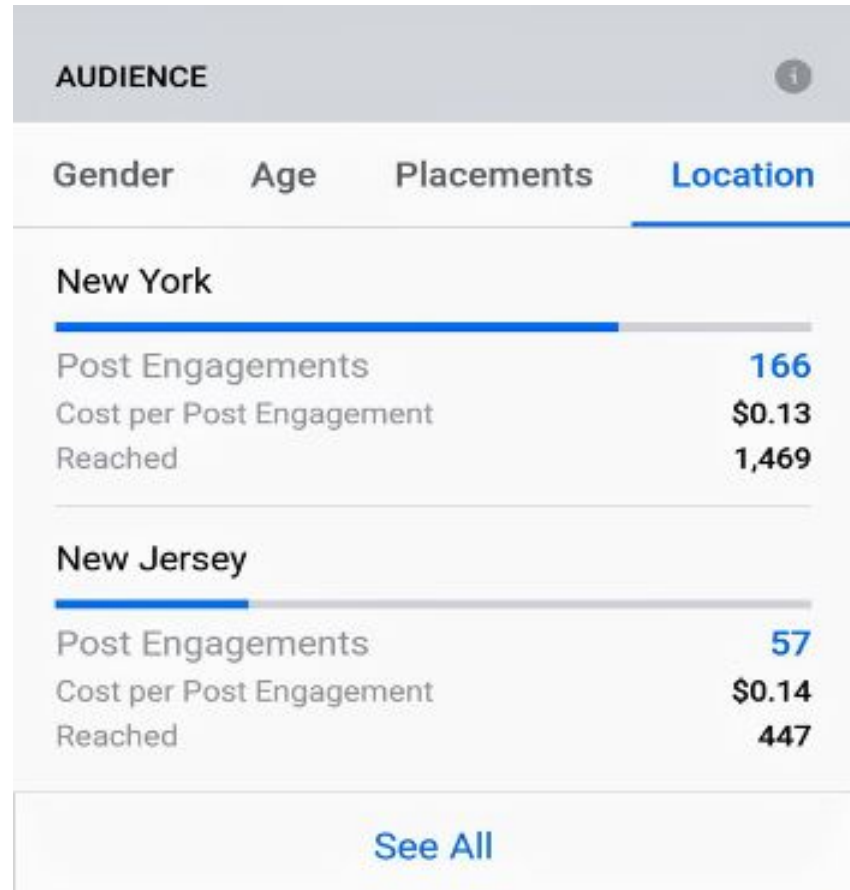 AUDIENCE
Gender Age Placements Location
New York
Post Engagements 166
Cost per Post Engagement $0.13
Reached 1,469
New Jersey
Post Engagements 57
Cost per Post Engagement $0.14
Reached 447
See All